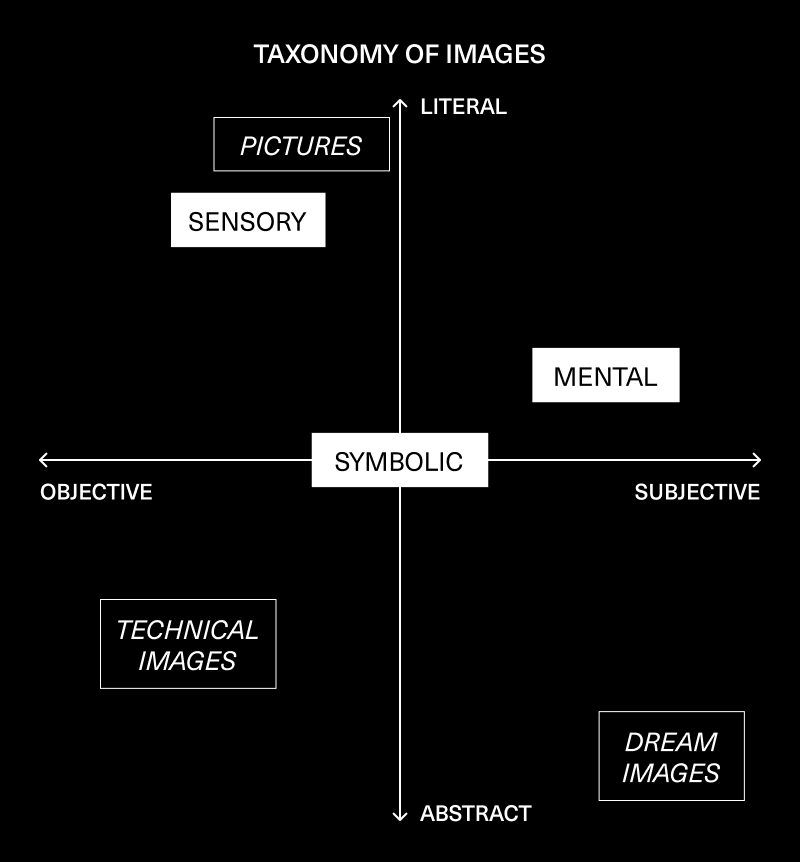 TAXONOMY OF IMAGES
LITERAL
PICTURES
SENSORY
MENTAL
SYMBOLIC
OBJECTIVE
SUBJECTIVE
TECHNICAL
IMAGES
DREAM
IMAGES
ABSTRACT